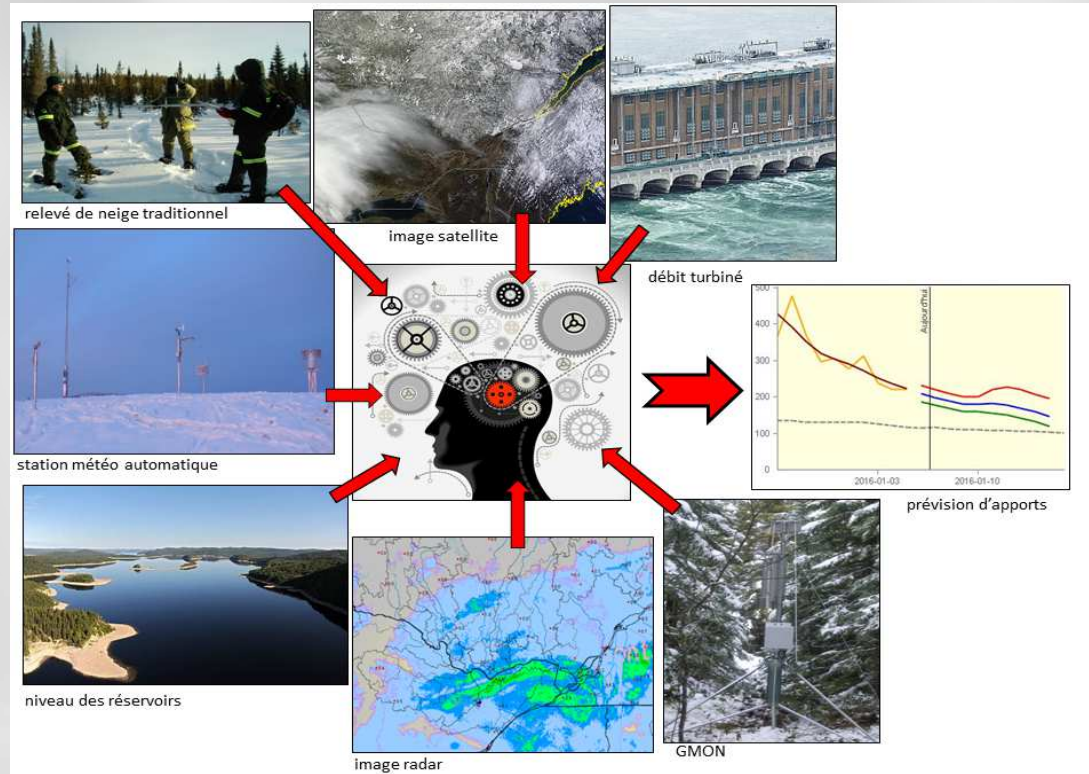 relevé de neige traditionnel
image satellite
débit turbiné
station météo automatique
500
400
300
200
100
0
Aujourd'hui
2016-01-03
2016-01-10
prévision d'apports
niveau des réservoirs
image radar
GMON